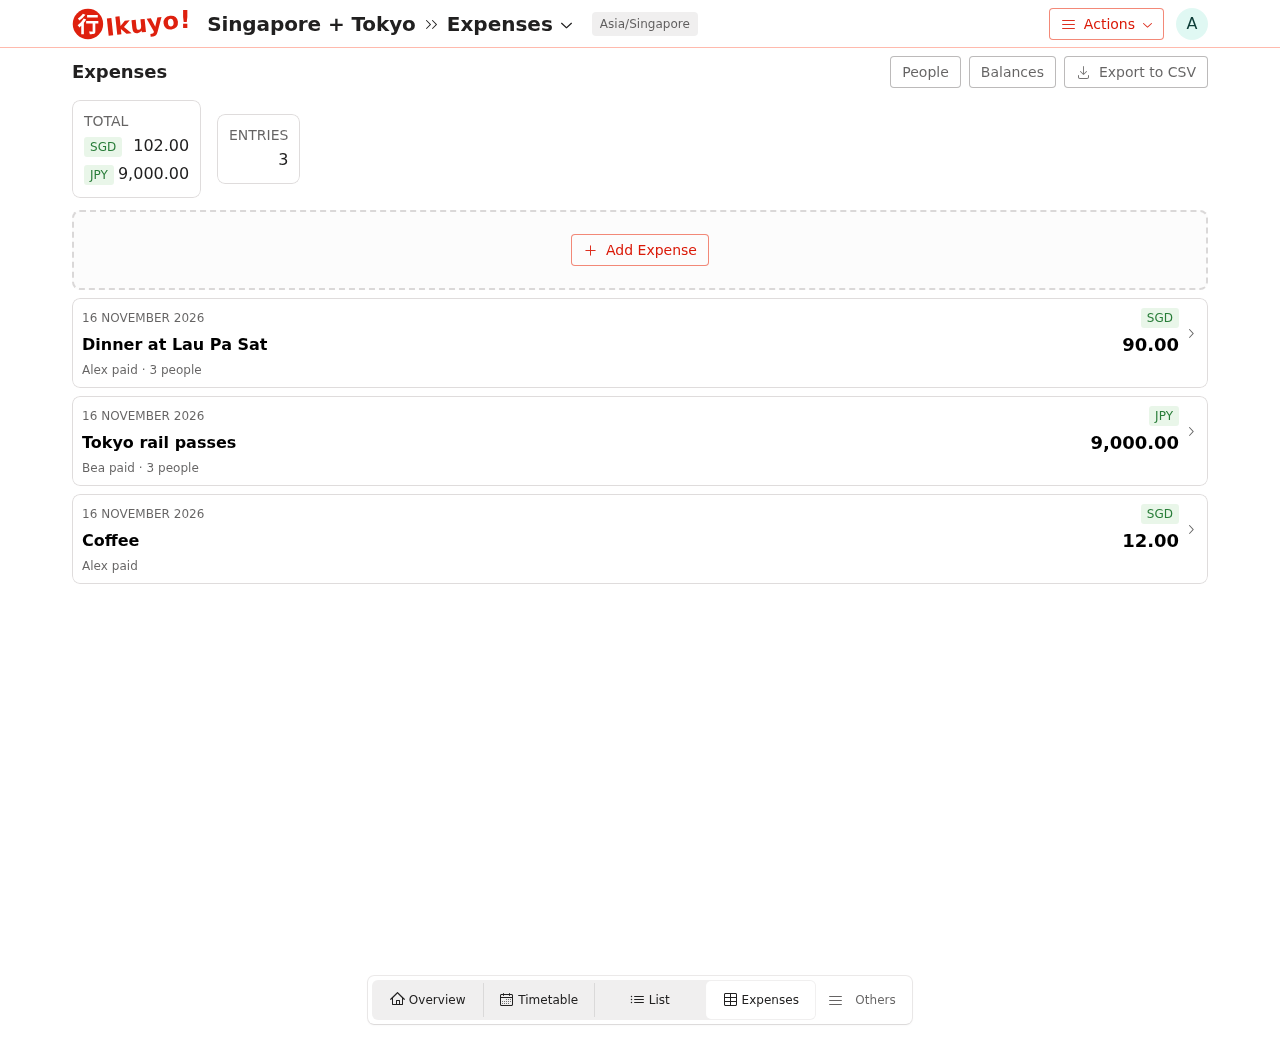 行 Ikuyo! Singapore + Tokyo Expenses Asia/Singapore Actions A
Expenses People Balances Export to CSV
TOTAL
SGD 102.00
JPY 9,000.00
ENTRIES
3
Add Expense
16 NOVEMBER 2026 SGD
Dinner at Lau Pa Sat 90.00
Alex paid · 3 people
16 NOVEMBER 2026 JPY
Tokyo rail passes 9,000.00
Bea paid · 3 people
16 NOVEMBER 2026 SGD
Coffee 12.00
Alex paid
Overview Timetable List Expenses Others